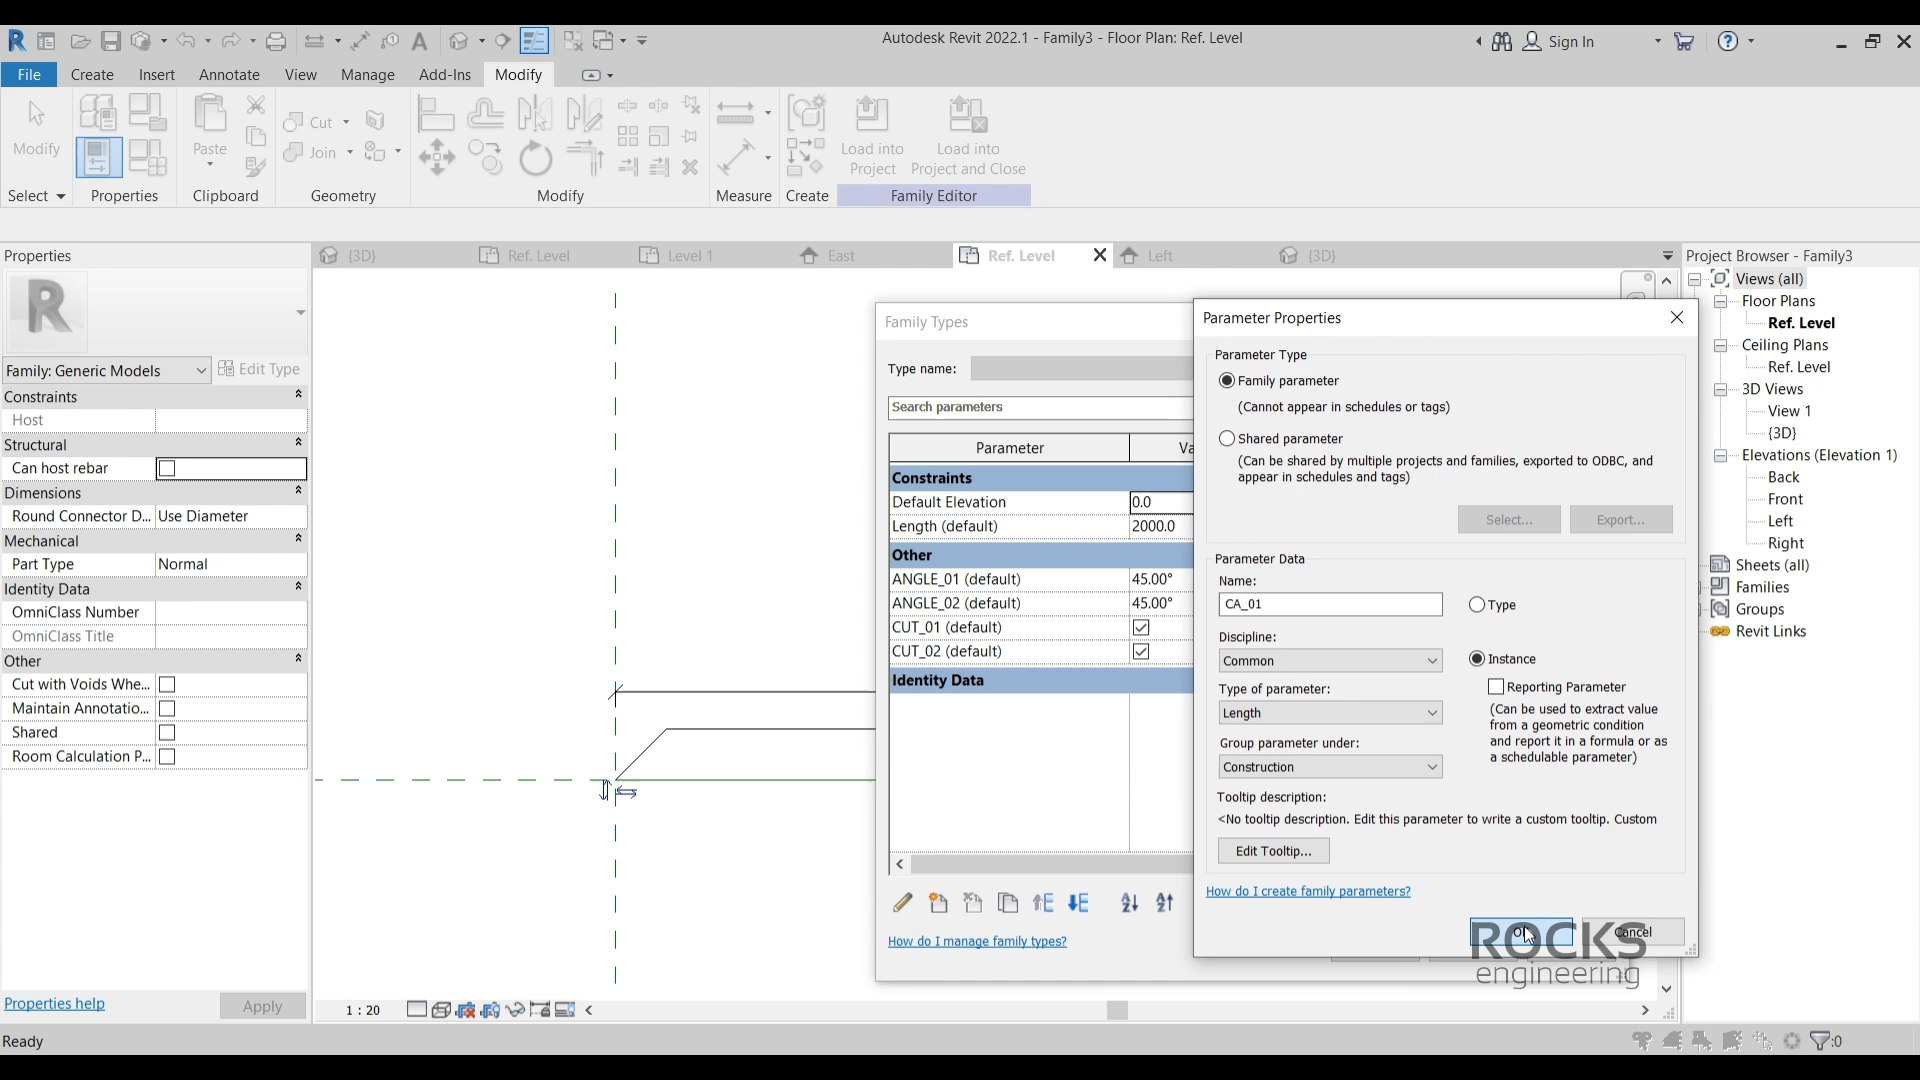 Autodesk Revit 2022.1 - Family3 - Floor Plan: Ref. Level
Sign In
File Create Insert Annotate View Manage Add-Ins Modify
Modify
Paste
Cut
Join
Load into
Project
Load into
Project and Close
Select Properties Clipboard Geometry Modify Measure Create Family Editor
Properties
{3D} Ref. Level Level 1 East Ref. Level Left {3D}
Project Browser - Family3
R
Family: Generic Models
Edit Type
Constraints
Host
Structural
Can host rebar
Dimensions
Round Connector D... Use Diameter
Mechanical
Part Type Normal
Identity Data
OmniClass Number
OmniClass Title
Other
Cut with Voids Whe...
Maintain Annotatio...
Shared
Room Calculation P...
Properties help
Apply
Family Types
Type name:
Search parameters
Parameter
Constraints
Default Elevation 0.0
Length (default) 2000.0
Other
ANGLE_01 (default) 45.00°
ANGLE_02 (default) 45.00°
CUT_01 (default)
CUT_02 (default)
Identity Data
How do I manage family types?
Parameter Properties
Parameter Type
Family parameter
(Cannot appear in schedules or tags)
Shared parameter
(Can be shared by multiple projects and families, exported to ODBC, and
appear in schedules and tags)
Select... Export...
Parameter Data
Name:
CA_01
Type
Discipline:
Common
Instance
Type of parameter:
Reporting Parameter
Length
(Can be used to extract value
from a geometric condition
and report it in a formula or as
a schedulable parameter)
Group parameter under:
Construction
Tooltip description:
<No tooltip description. Edit this parameter to write a custom tooltip. Custom
Edit Tooltip...
How do I create family parameters?
Cancel
ROCKS
engineering
Views (all)
Floor Plans
Ref. Level
Ceiling Plans
Ref. Level
3D Views
View 1
{3D}
Elevations (Elevation 1)
Back
Front
Left
Right
Sheets (all)
Families
Groups
Revit Links
1 : 20
Ready
:0